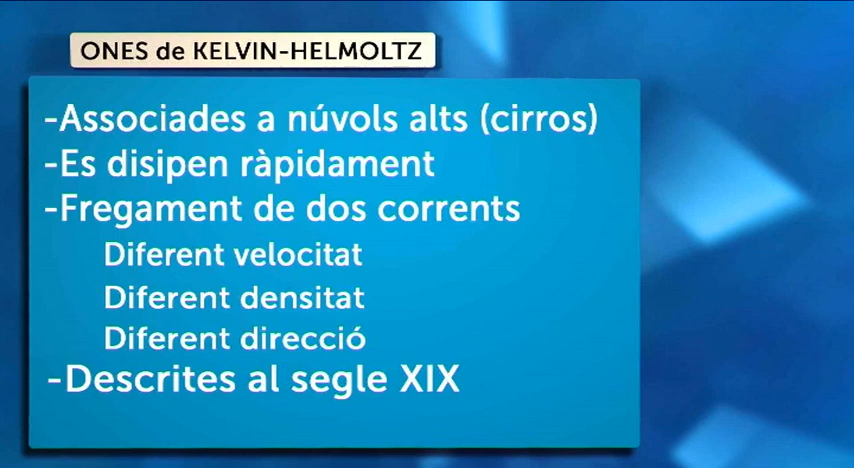 ONES de KELVIN-HELMOLTZ
-Associades a núvols alts (cirros)
-Es disipen ràpidament
-Fregament de dos corrents
Diferent velocitat
Diferent densitat
Diferent direcció
-Descrites al segle XIX